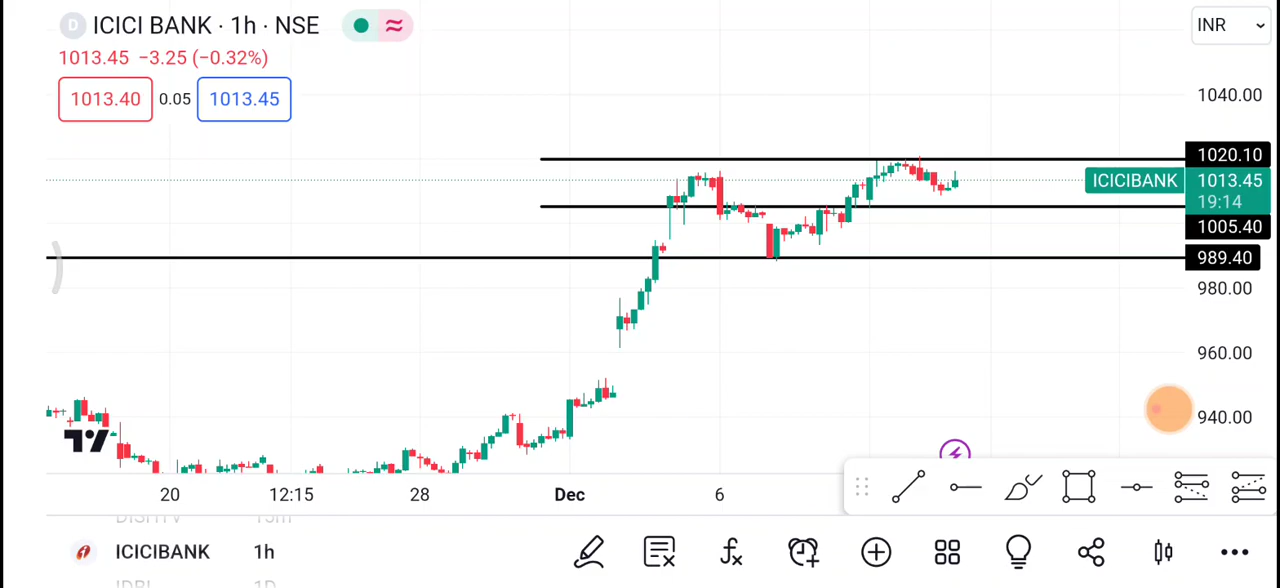 D ICICI BANK · 1h · NSE
INR
1013.45 −3.25 (−0.32%)
1013.40 0.05 1013.45
1040.00
1020.10
ICICIBANK 1013.45
19:14
1005.40
989.40
980.00
960.00
940.00
20 12:15 28 Dec 6
ICICIBANK 1h